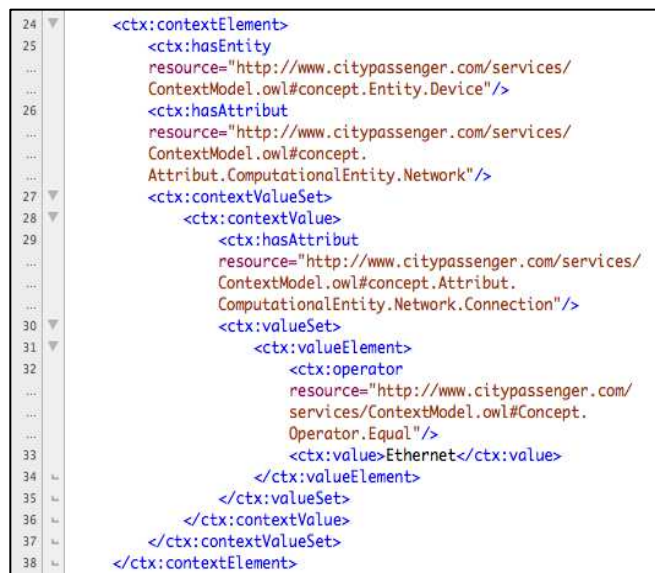 24 <ctx:contextElement>
25 <ctx:hasEntity
... resource="http://www.citypassenger.com/services/
... ContextModel.owl#concept.Entity.Device"/>
26 <ctx:hasAttribut
... resource="http://www.citypassenger.com/services/
... ContextModel.owl#concept.
... Attribut.ComputationalEntity.Network"/>
27 <ctx:contextValueSet>
28 <ctx:contextValue>
29 <ctx:hasAttribut
... resource="http://www.citypassenger.com/services/
... ContextModel.owl#concept.Attribut.
... ComputationalEntity.Network.Connection"/>
30 <ctx:valueSet>
31 <ctx:valueElement>
32 <ctx:operator
... resource="http://www.citypassenger.com/
... services/ContextModel.owl#Concept.
... Operator.Equal"/>
33 <ctx:value>Ethernet</ctx:value>
34 </ctx:valueElement>
35 </ctx:valueSet>
36 </ctx:contextValue>
37 </ctx:contextValueSet>
38 </ctx:contextElement>